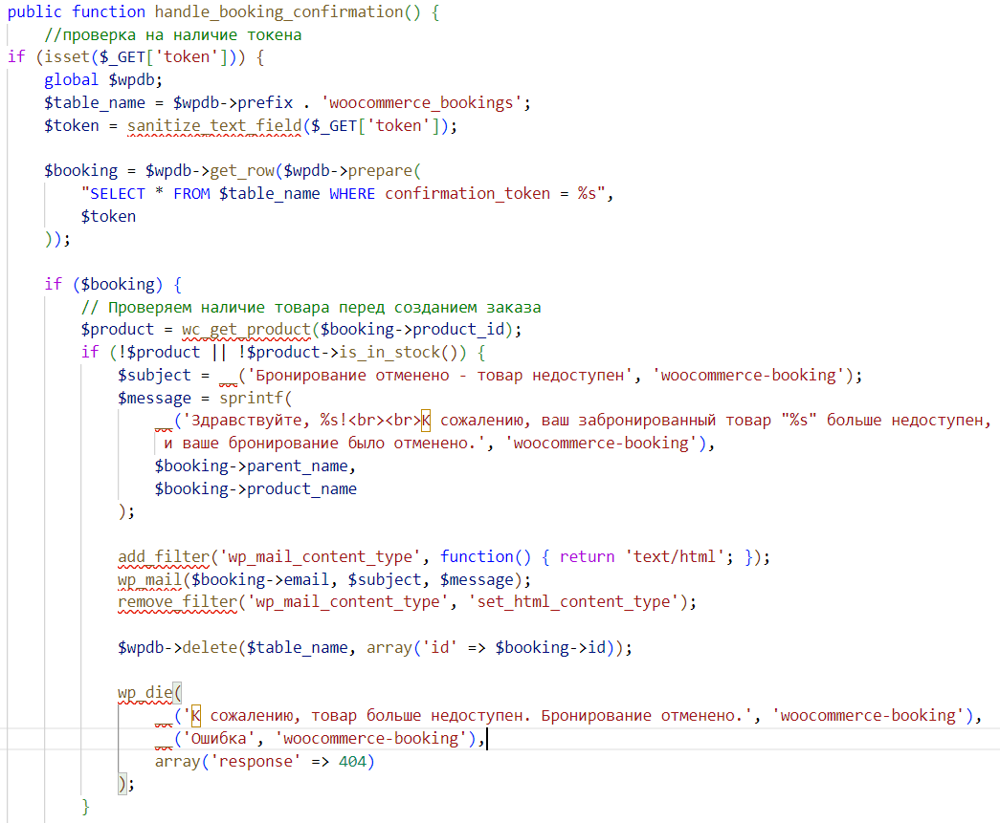 public function handle_booking_confirmation() {
//проверка на наличие токена
if (isset($_GET['token'])) {
global $wpdb;
$table_name = $wpdb->prefix . 'woocommerce_bookings';
$token = sanitize_text_field($_GET['token']);
$booking = $wpdb->get_row($wpdb->prepare(
"SELECT * FROM $table_name WHERE confirmation_token = %s",
$token
));
if ($booking) {
// Проверяем наличие товара перед созданием заказа
$product = wc_get_product($booking->product_id);
if (!$product || !$product->is_in_stock()) {
$subject = __('Бронирование отменено - товар недоступен', 'woocommerce-booking');
$message = sprintf(
__('Здравствуйте, %s!<br><br>К сожалению, ваш забронированный товар "%s" больше недоступен,
и ваше бронирование было отменено.', 'woocommerce-booking'),
$booking->parent_name,
$booking->product_name
);
add_filter('wp_mail_content_type', function() { return 'text/html'; });
wp_mail($booking->email, $subject, $message);
remove_filter('wp_mail_content_type', 'set_html_content_type');
$wpdb->delete($table_name, array('id' => $booking->id));
wp_die(
__('К сожалению, товар больше недоступен. Бронирование отменено.', 'woocommerce-booking'),
__('Ошибка', 'woocommerce-booking'),
array('response' => 404)
);
}